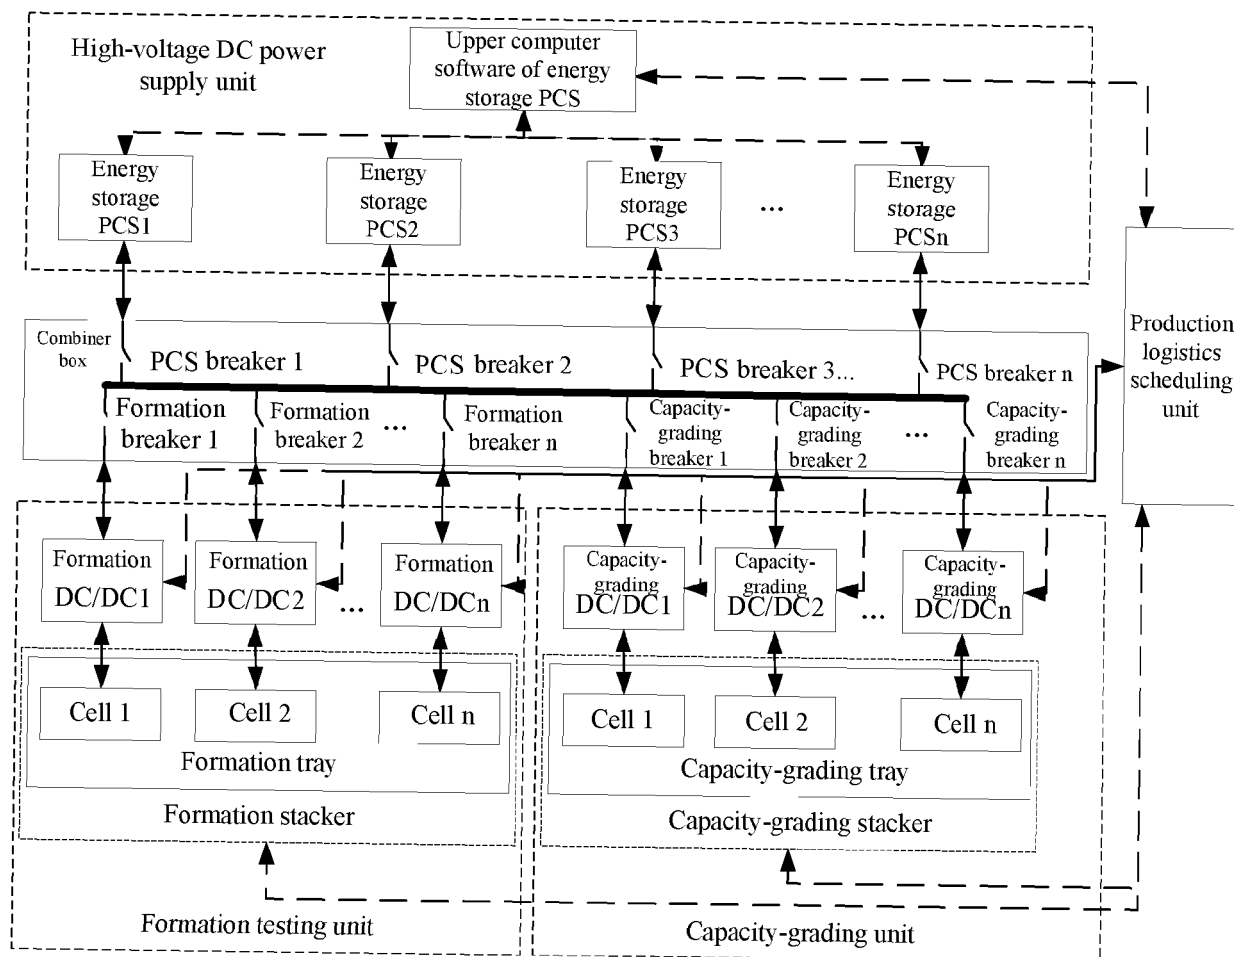 High-voltage DC power
supply unit
Upper computer
software of energy
storage PCS
Energy
storage
PCS1
Energy
storage
PCS2
Energy
storage
PCS3
...
Energy
storage
PCSn
Production
logistics
scheduling
unit
Combiner
box
PCS breaker 1
PCS breaker 2
PCS breaker 3...
PCS breaker n
Formation
breaker 1
Formation
breaker 2
...
Formation
breaker n
Capacity-
grading
breaker 1
Capacity-
grading
breaker 2
...
Capacity-
grading
breaker n
Formation
DC/DC1
Formation
DC/DC2
...
Formation
DC/DCn
Capacity-
grading
DC/DC1
Capacity-
grading
DC/DC2
...
Capacity-
grading
DC/DCn
Cell 1
Cell 2
Cell n
Formation tray
Formation stacker
Formation testing unit
Cell 1
Cell 2
Cell n
Capacity-grading tray
Capacity-grading stacker
Capacity-grading unit